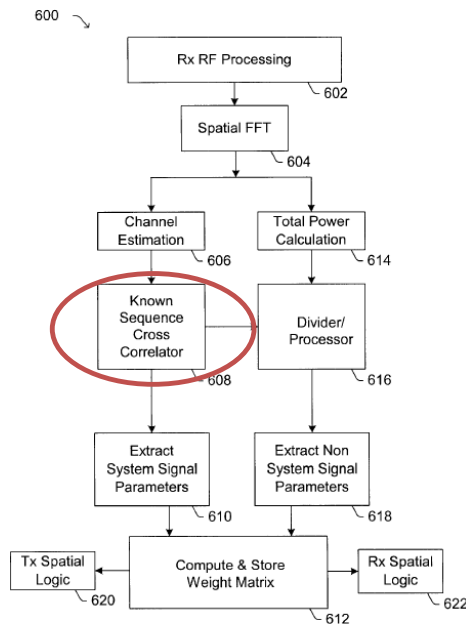 600
Rx RF Processing
602
Spatial FFT
604
Channel
Estimation
606
Total Power
Calculation
614
Known
Sequence
Cross
Correlator
608
Divider/
Processor
616
Extract
System Signal
Parameters
610
Extract Non
System Signal
Parameters
618
Tx Spatial
Logic
620
Compute & Store
Weight Matrix
612
Rx Spatial
Logic
622